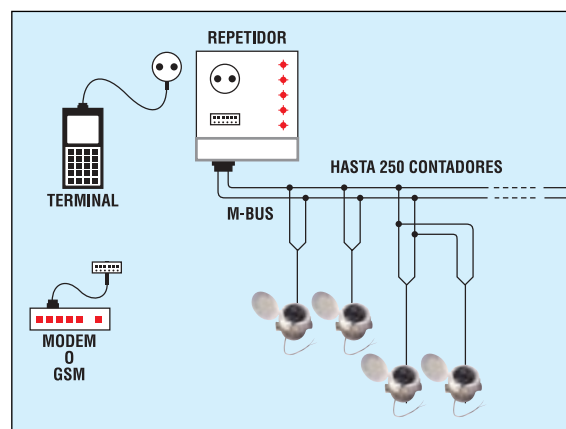 REPETIDOR
HASTA 250 CONTADORES
TERMINAL
M-BUS
MODEM
O
GSM